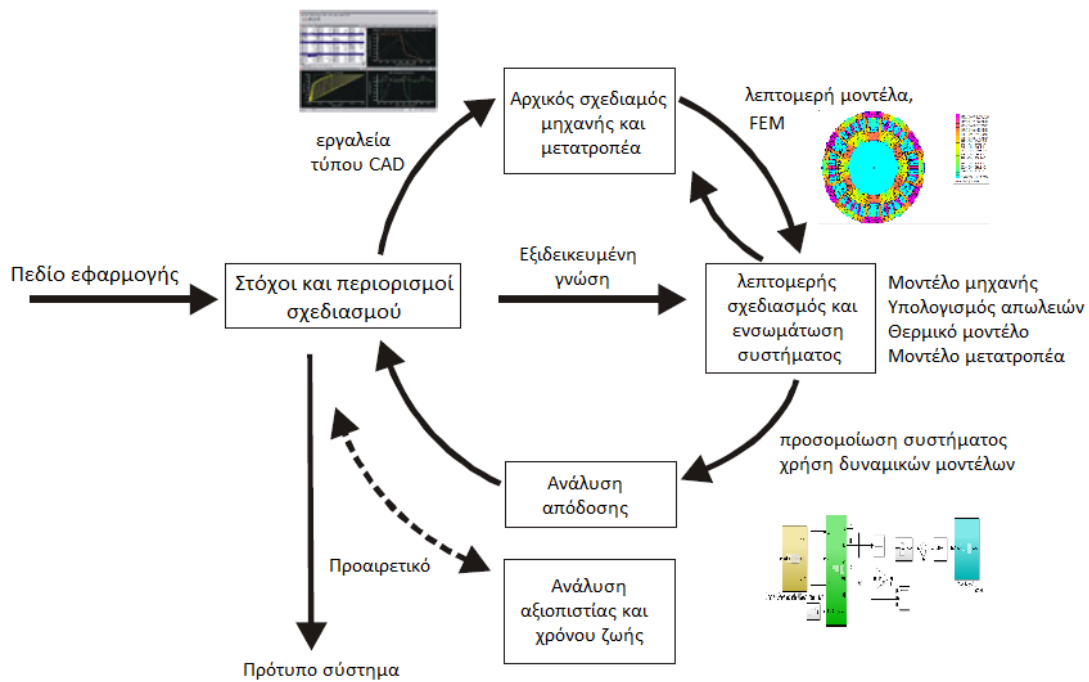 Αρχικός σχεδιαμός
μηχανής και
μετατροπέα
λεπτομερή μοντέλα,
FEM
εργαλεία
τύπου CAD
Πεδίο εφαρμογής
Στόχοι και περιορισμοί
σχεδιασμού
Εξιδεικευμένη
γνώση
λεπτομερής
σχεδιασμός και
ενσωμάτωση
συστήματος
Μοντέλο μηχανής
Υπολογισμός απωλειών
Θερμικό μοντέλο
Μοντέλο μετατροπέα
προσομοίωση συστήματος
χρήση δυναμικών μοντέλων
Ανάλυση
απόδοσης
Προαιρετικό
Ανάλυση
αξιοπιστίας και
χρόνου ζωής
Πρότυπο σύστημα